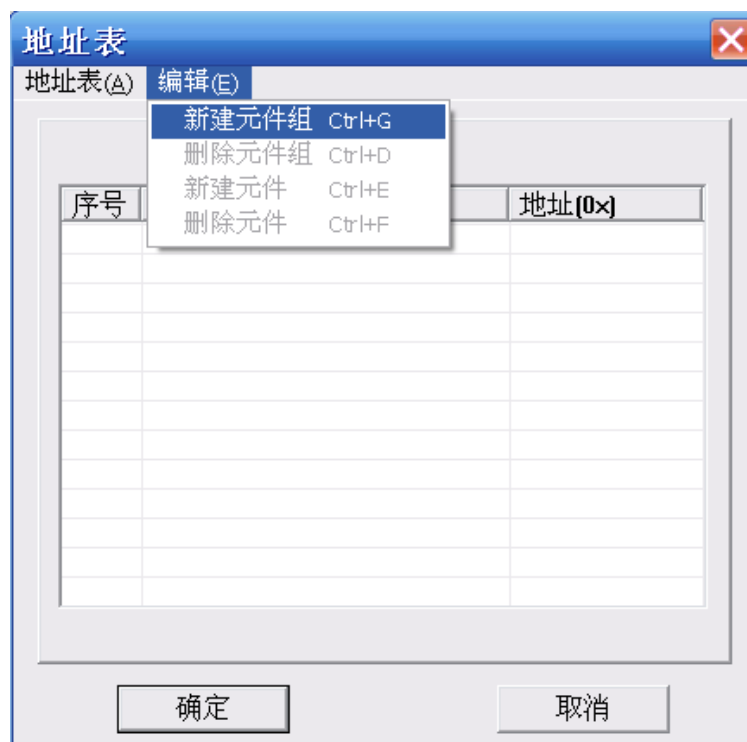 地址表
地址表(A) 编辑(E)
新建元件组 Ctrl+G
删除元件组 Ctrl+D
新建元件 Ctrl+E
删除元件 Ctrl+F
序号 地址(0x)
确定 取消